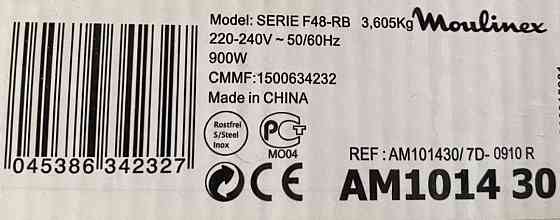 Model: SERIE F48-RB 3,605Kg Moulinex
220-240V ~ 50/60Hz
900W
CMMF:1500634232
Made in CHINA
Rostfrei
S/Steel
Inox
PCT
MO04
045386 342327
REF : AM101430/ 7D- 0910 R
CE
AM1014 30